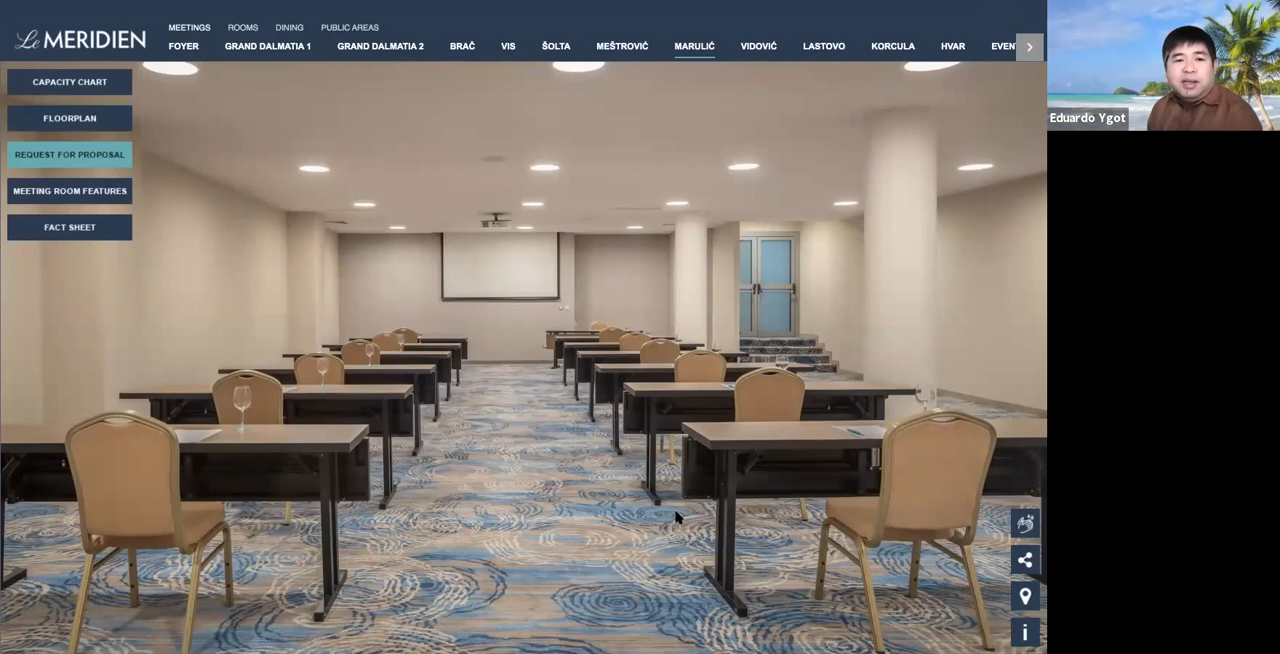 Le MERIDIEN
MEETINGS ROOMS DINING PUBLIC AREAS
FOYER GRAND DALMATIA 1 GRAND DALMATIA 2 BRAČ VIS ŠOLTA MEŠTROVIĆ MARULIĆ VIDOVIĆ LASTOVO KORCULA HVAR EVEN
CAPACITY CHART
FLOORPLAN
REQUEST FOR PROPOSAL
MEETING ROOM FEATURES
FACT SHEET
Eduardo Ygot